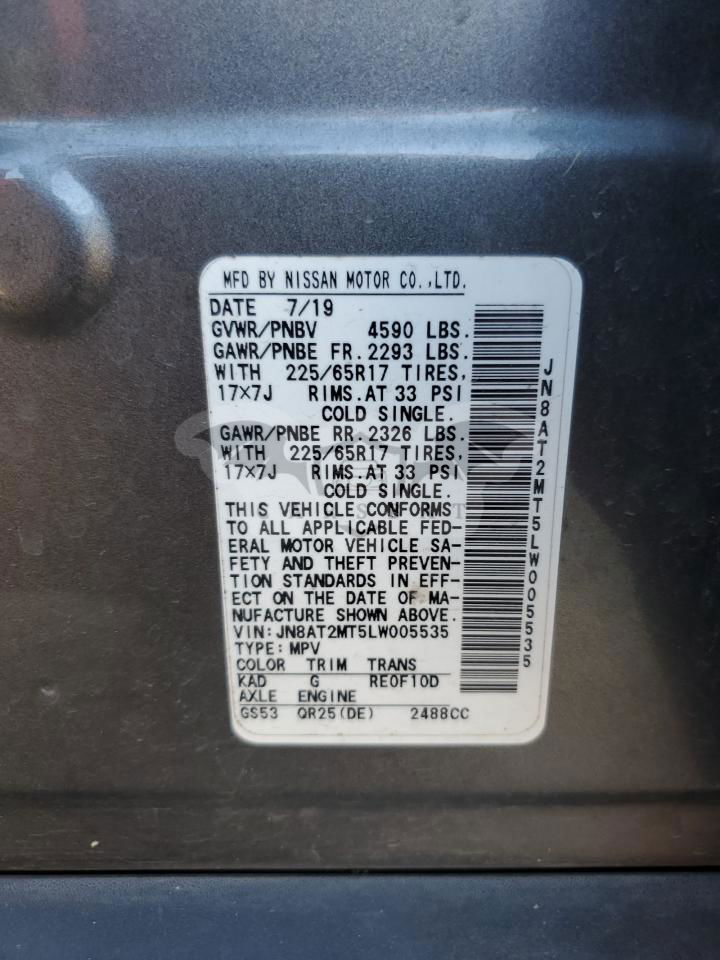 MFD BY NISSAN MOTOR CO.,LTD.
DATE 7/19
GVWR/PNBV 4590 LBS.
GAWR/PNBE FR.2293 LBS.
WITH 225/65R17 TIRES,
17×7J RIMS.AT 33 PSI
COLD SINGLE.
GAWR/PNBE RR.2326 LBS.
WITH 225/65R17 TIRES,
17×7J RIMS.AT 33 PSI
COLD SINGLE.
THIS VEHICLE CONFORMS
TO ALL APPLICABLE FED-
ERAL MOTOR VEHICLE SA-
FETY AND THEFT PREVEN-
TION STANDARDS IN EFF-
ECT ON THE DATE OF MA-
NUFACTURE SHOWN ABOVE.
VIN:JN8AT2MT5LW005535
TYPE:MPV
COLOR TRIM TRANS
KAD G RE0F10D
AXLE ENGINE
GS53 QR25(DE) 2488CC
JN8AT2MT5LW005535